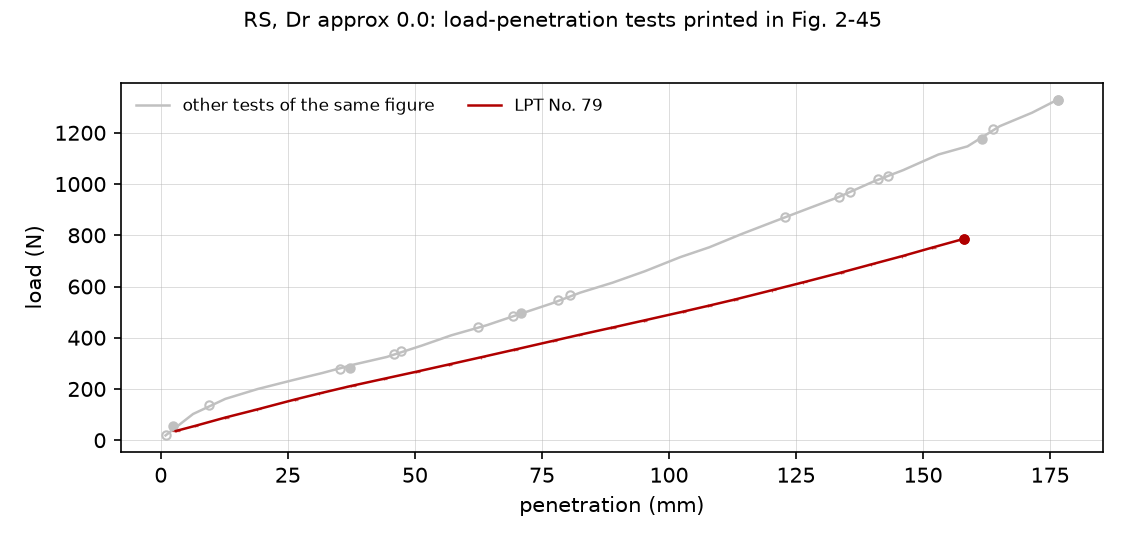 RS, Dr approx 0.0: load-penetration tests printed in Fig. 2-45
other tests of the same figure
LPT No. 79
load (N)
1200
1000
800
600
400
200
0
0 25 50 75 100 125 150 175
penetration (mm)